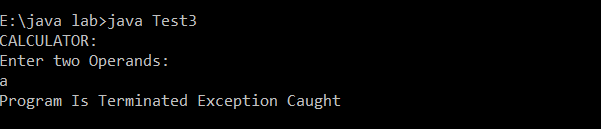 E:\java lab>java Test3
CALCULATOR:
Enter two Operands:
a
Program Is Terminated Exception Caught